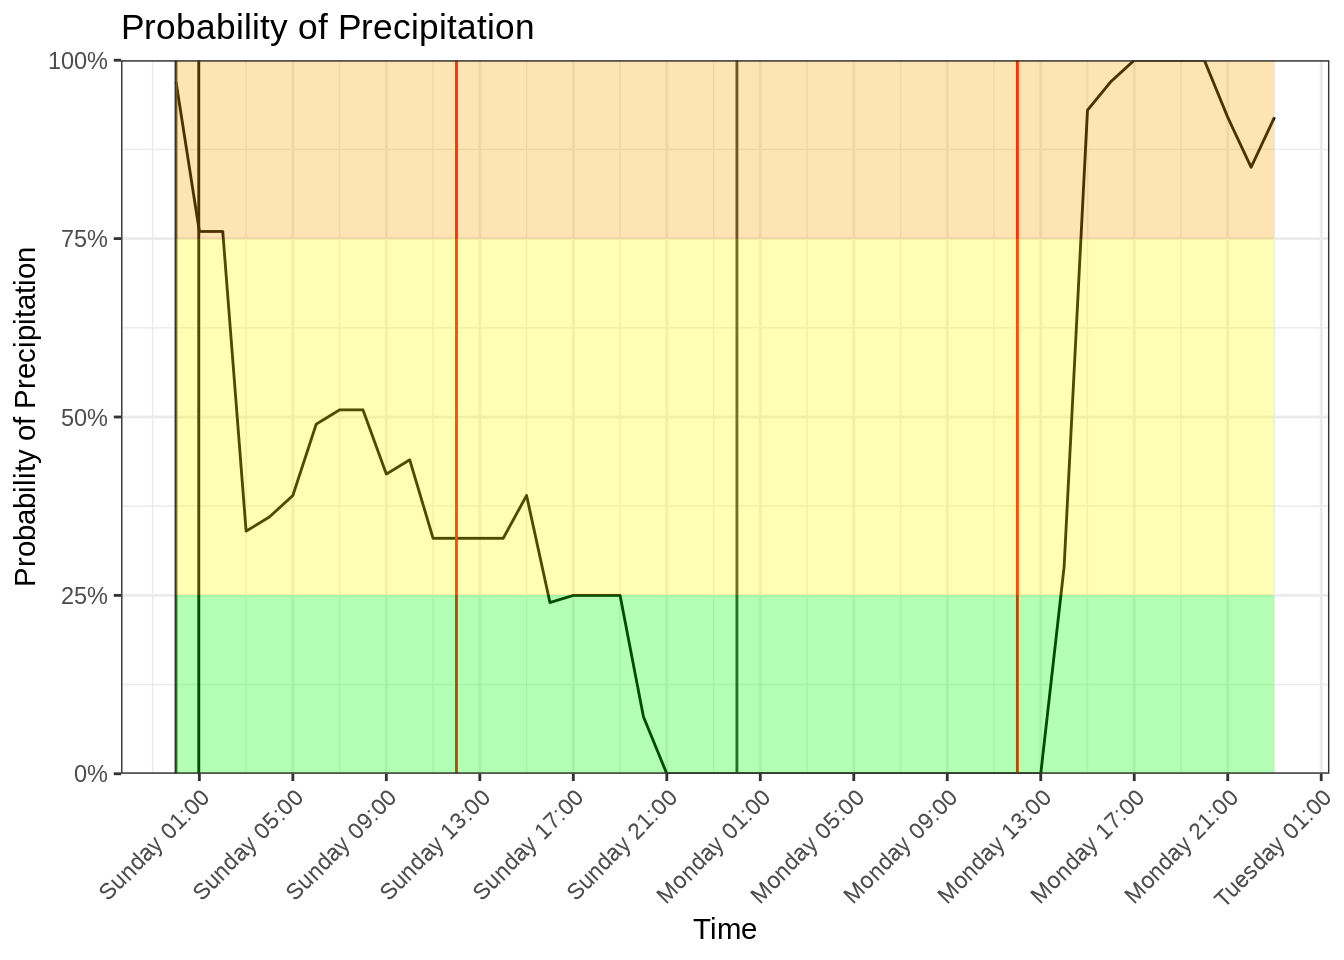 Probability of Precipitation
Probability of Precipitation
100%
75%
50%
25%
0%
Sunday 01:00
Sunday 05:00
Sunday 09:00
Sunday 13:00
Sunday 17:00
Sunday 21:00
Monday 01:00
Monday 05:00
Monday 09:00
Monday 13:00
Monday 17:00
Monday 21:00
Tuesday 01:00
Time